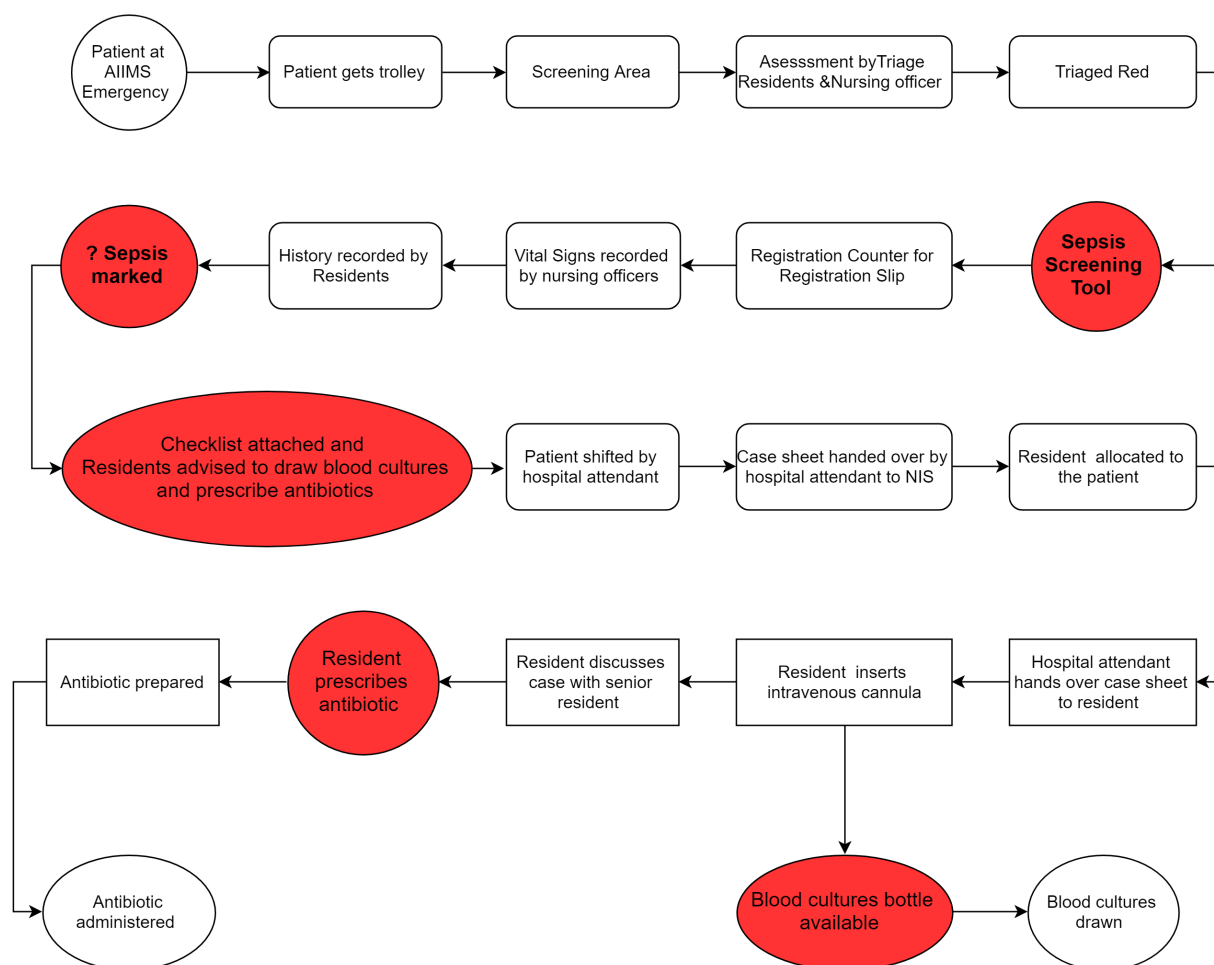 Patient at
AIIMS
Emergency
Patient gets trolley
Screening Area
Asesssment byTriage
Residents &Nursing officer
Triaged Red
? Sepsis
marked
History recorded by
Residents
Vital Signs recorded
by nursing officers
Registration Counter for
Registration Slip
Sepsis
Screening
Tool
Checklist attached and
Residents advised to draw blood cultures
and prescribe antibiotics
Patient shifted by
hospital attendant
Case sheet handed over by
hospital attendant to NIS
Resident allocated to
the patient
Antibiotic prepared
Resident
prescribes
antibiotic
Resident discusses
case with senior
resident
Resident inserts
intravenous cannula
Hospital attendant
hands over case sheet
to resident
Antibiotic
administered
Blood cultures bottle
available
Blood cultures
drawn